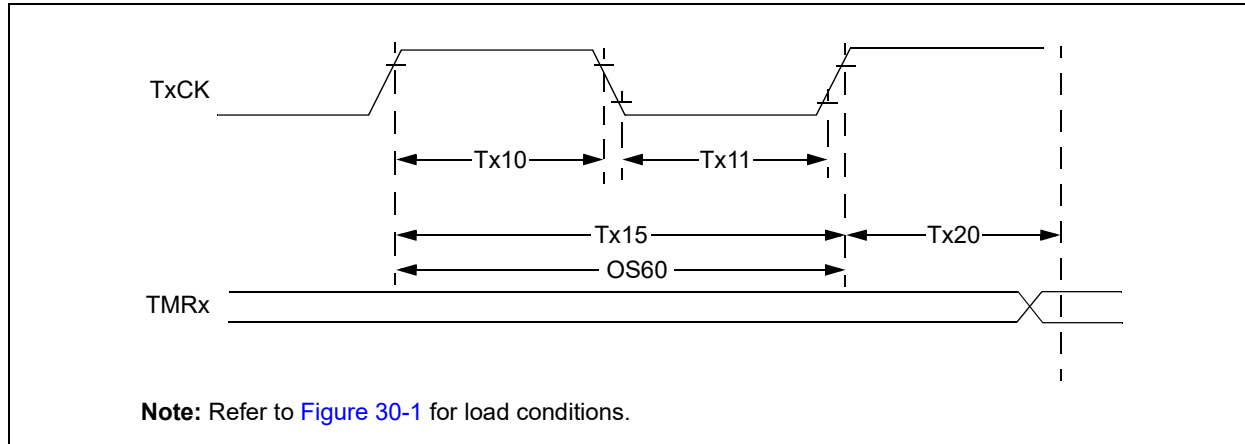 TxCK
Tx10
Tx11
Tx15
Tx20
OS60
TMRx
Note: Refer to Figure 30-1 for load conditions.